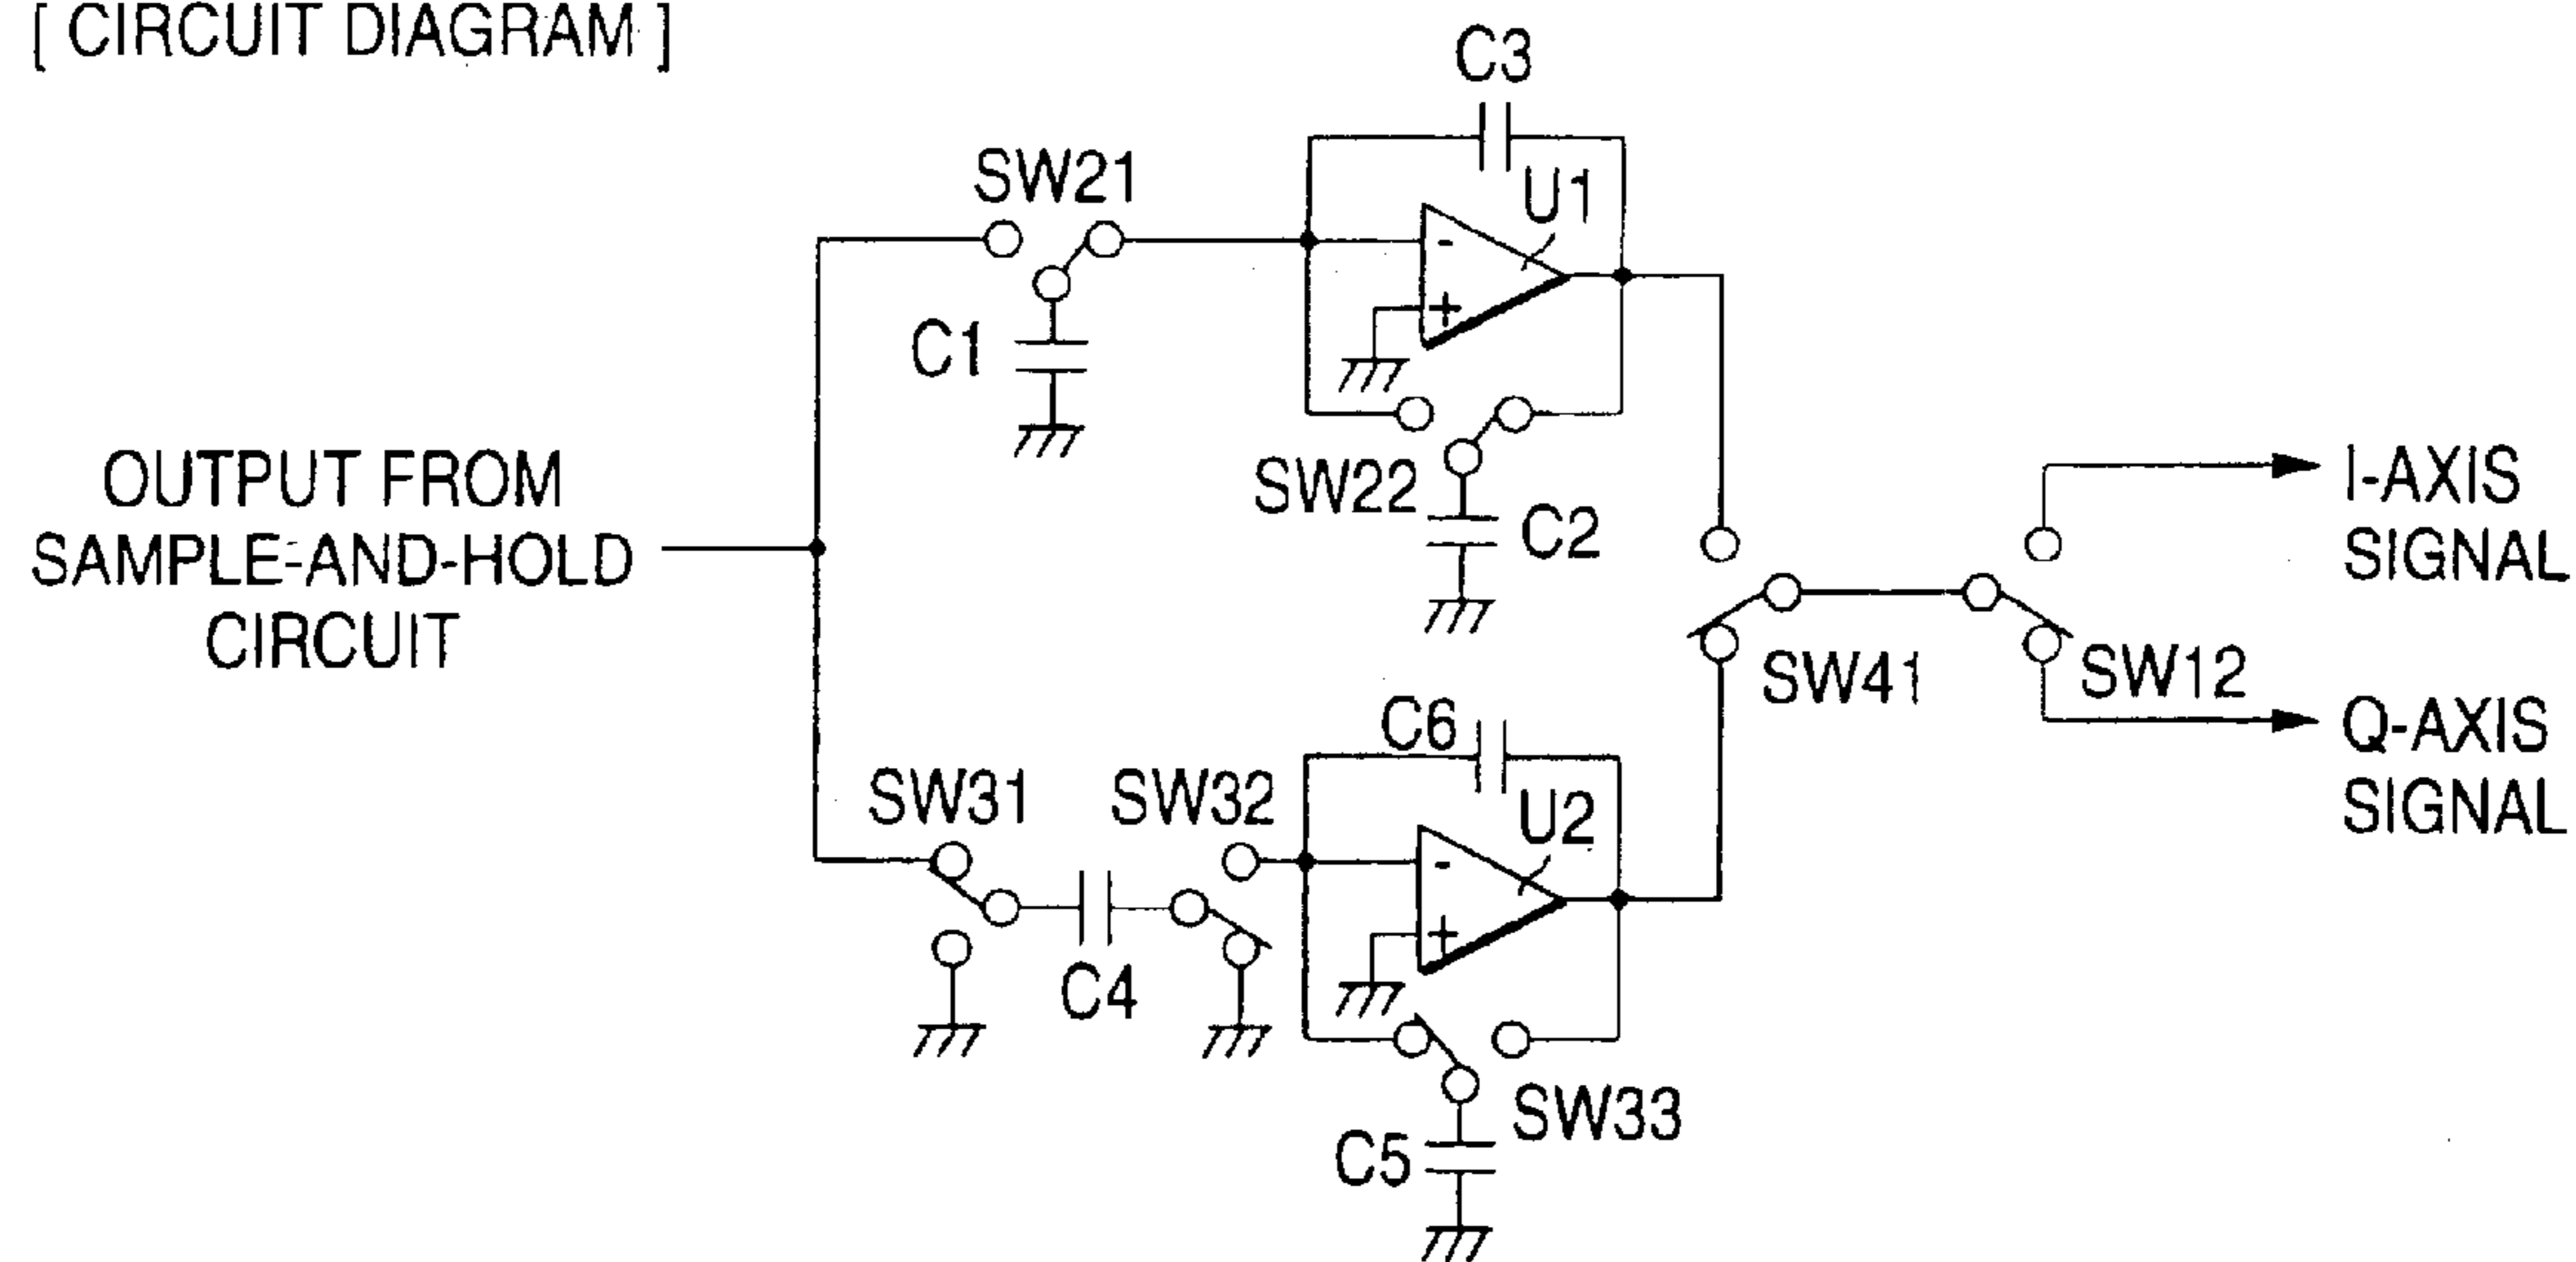 [ CIRCUIT DIAGRAM ]
C3
SW21
U1
-
+
C1
SW22
C2
OUTPUT FROM
SAMPLE-AND-HOLD
CIRCUIT
I-AXIS
SIGNAL
SW41
SW12
Q-AXIS
SIGNAL
C6
SW31
SW32
U2
-
+
C4
SW33
C5